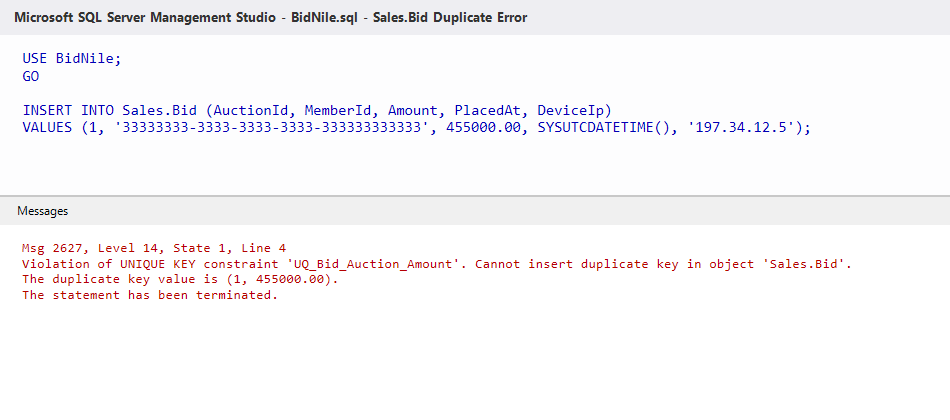 Microsoft SQL Server Management Studio - BidNile.sql - Sales.Bid Duplicate Error
USE BidNile;
GO
INSERT INTO Sales.Bid (AuctionId, MemberId, Amount, PlacedAt, DeviceIp)
VALUES (1, '33333333-3333-3333-3333-333333333333', 455000.00, SYSUTCDATETIME(), '197.34.12.5');
Messages
Msg 2627, Level 14, State 1, Line 4
Violation of UNIQUE KEY constraint 'UQ_Bid_Auction_Amount'. Cannot insert duplicate key in object 'Sales.Bid'.
The duplicate key value is (1, 455000.00).
The statement has been terminated.